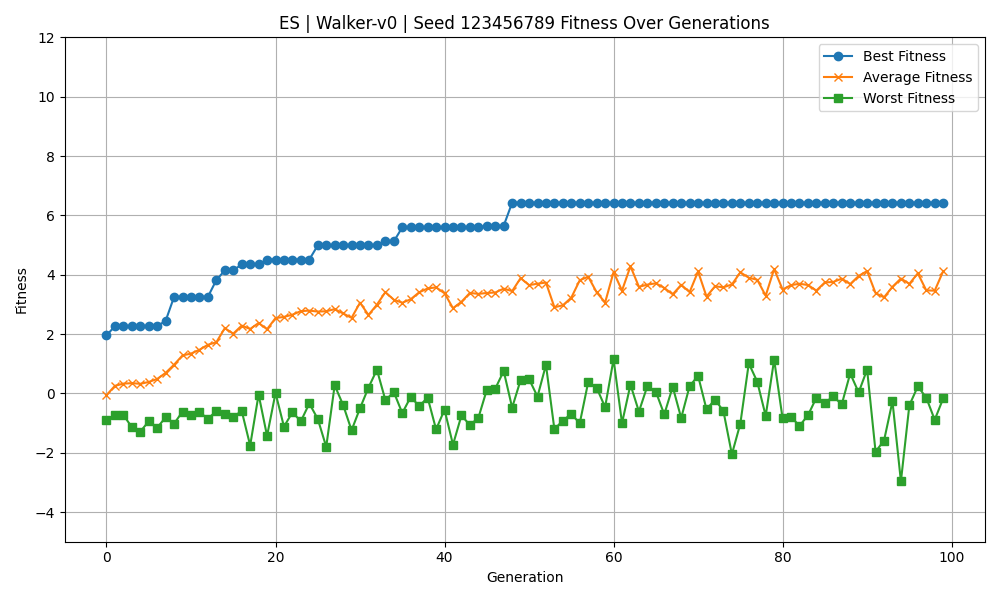 ES | Walker-v0 | Seed 123456789 Fitness Over Generations
Best Fitness
Average Fitness
Worst Fitness
Fitness
12
10
8
6
4
2
0
−2
−4
0 20 40 60 80 100
Generation